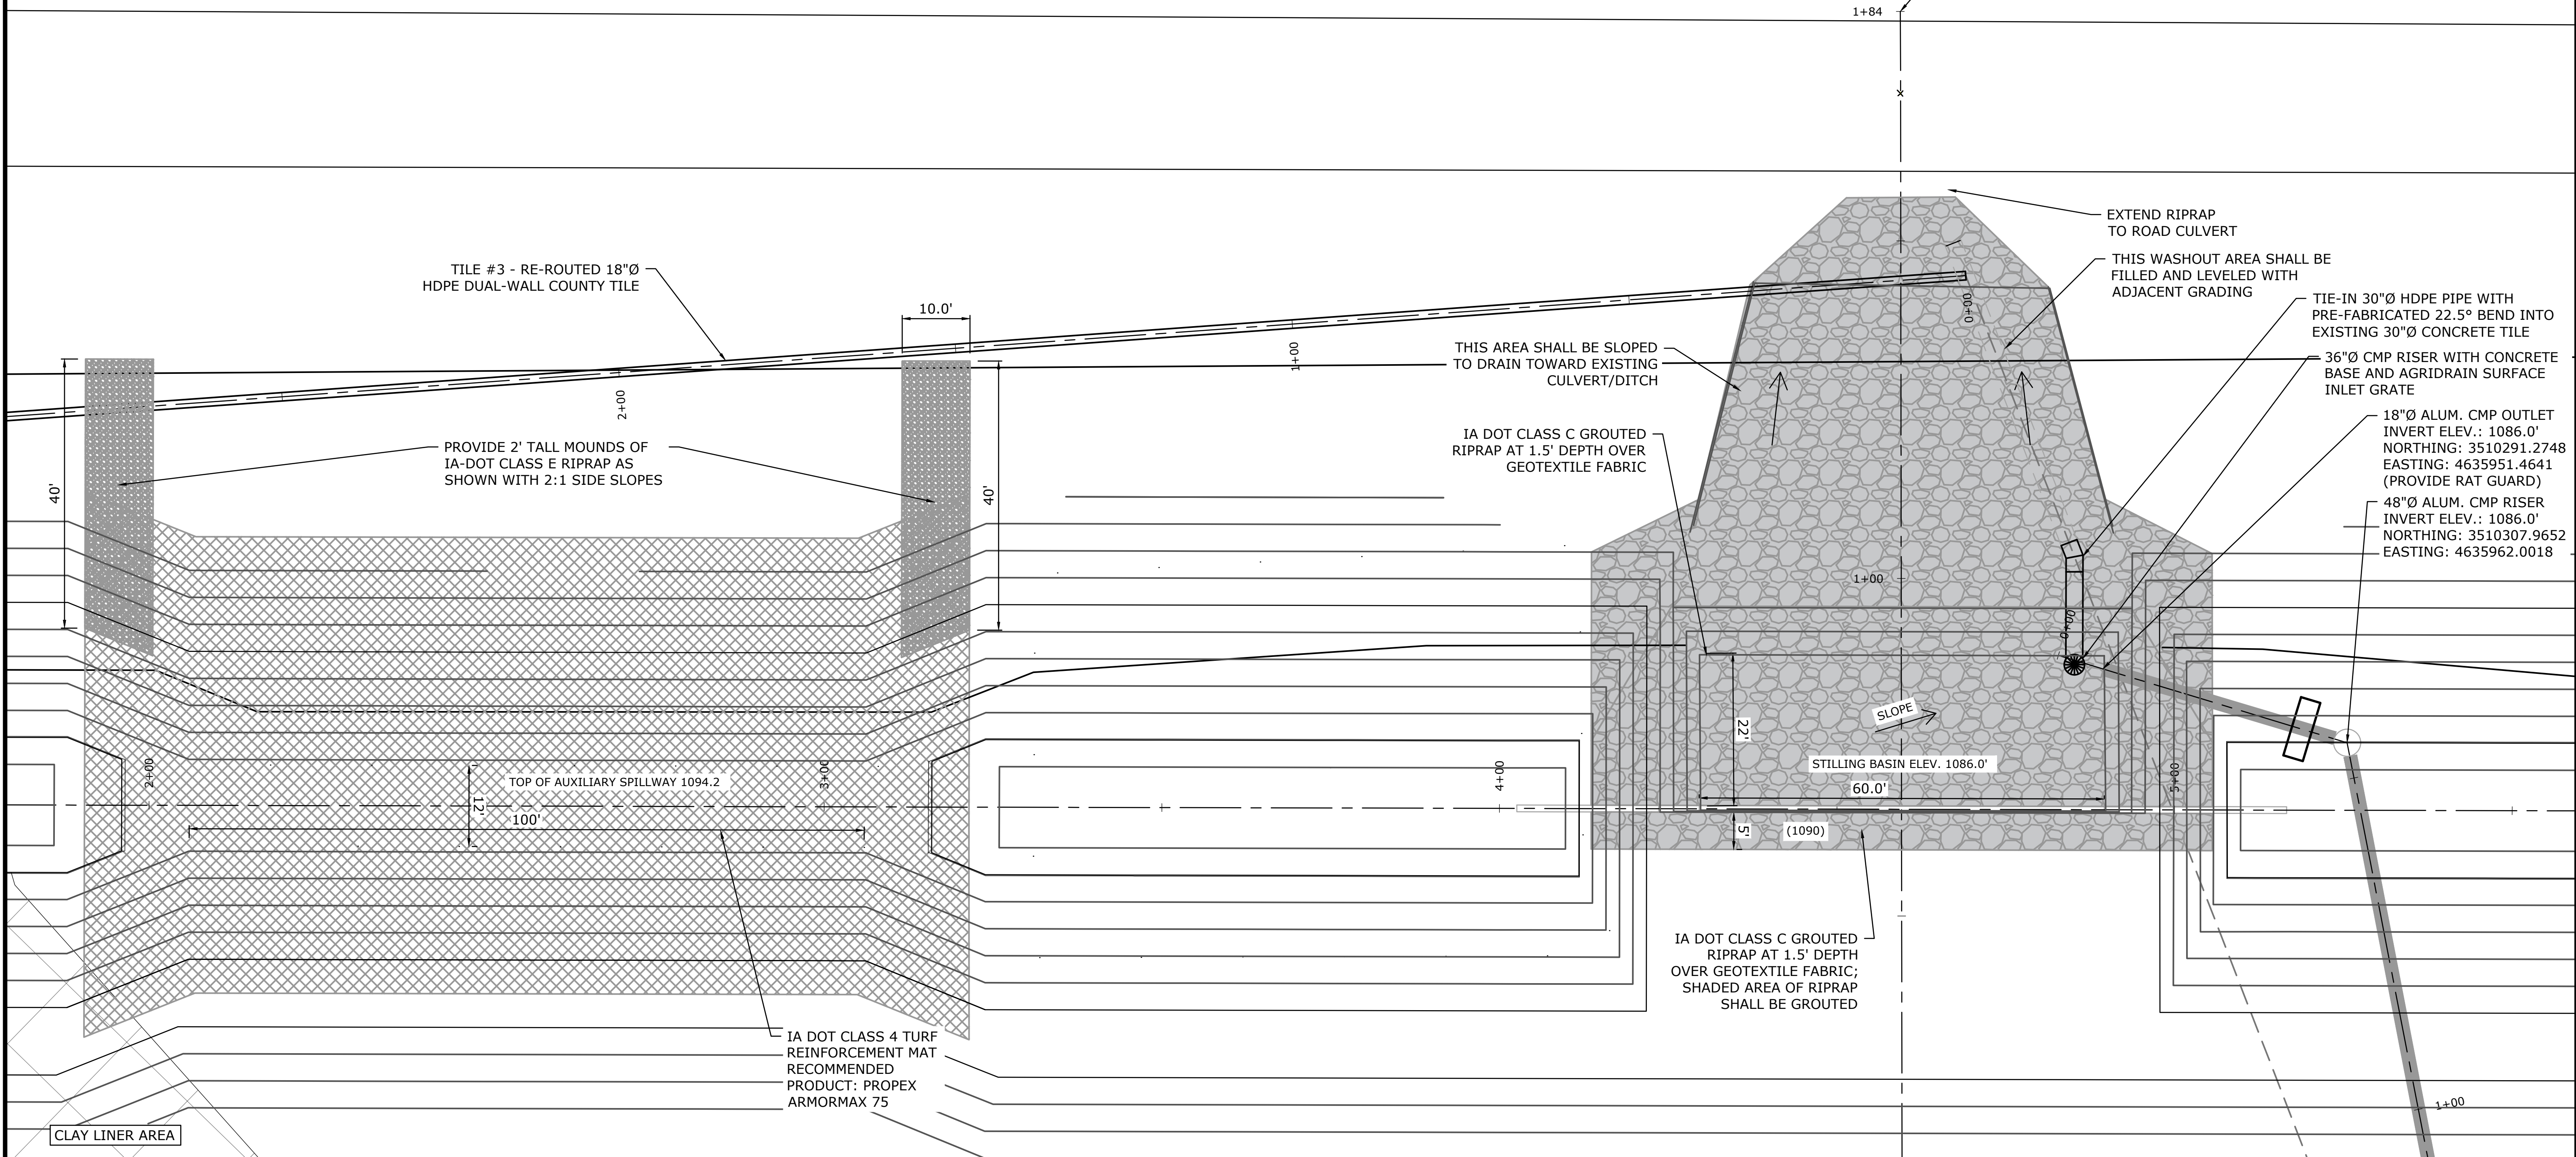 1+84
EXTEND RIPRAP
TO ROAD CULVERT
THIS WASHOUT AREA SHALL BE
FILLED AND LEVELED WITH
ADJACENT GRADING
TILE #3 - RE-ROUTED 18"Ø
HDPE DUAL-WALL COUNTY TILE
TIE-IN 30"Ø HDPE PIPE WITH
PRE-FABRICATED 22.5° BEND INTO
EXISTING 30"Ø CONCRETE TILE
10.0'
0+00
1+00
2+00
THIS AREA SHALL BE SLOPED
TO DRAIN TOWARD EXISTING
CULVERT/DITCH
36"Ø CMP RISER WITH CONCRETE
BASE AND AGRIDRAIN SURFACE
INLET GRATE
18"Ø ALUM. CMP OUTLET
INVERT ELEV.: 1086.0'
NORTHING: 3510291.2748
EASTING: 4635951.4641
(PROVIDE RAT GUARD)
IA DOT CLASS C GROUTED
RIPRAP AT 1.5' DEPTH OVER
GEOTEXTILE FABRIC
PROVIDE 2' TALL MOUNDS OF
IA-DOT CLASS E RIPRAP AS
SHOWN WITH 2:1 SIDE SLOPES
40'
40'
48"Ø ALUM. CMP RISER
INVERT ELEV.: 1086.0'
NORTHING: 3510307.9652
EASTING: 4635962.0018
1+00
0+00
SLOPE
22'
STILLING BASIN ELEV. 1086.0'
60.0'
2+00
3+00
4+00
5+00
TOP OF AUXILIARY SPILLWAY 1094.2
12'
100'
5'
(1090)
IA DOT CLASS C GROUTED
RIPRAP AT 1.5' DEPTH
OVER GEOTEXTILE FABRIC;
SHADED AREA OF RIPRAP
SHALL BE GROUTED
IA DOT CLASS 4 TURF
REINFORCEMENT MAT
RECOMMENDED
PRODUCT: PROPEX
ARMORMAX 75
1+00
CLAY LINER AREA